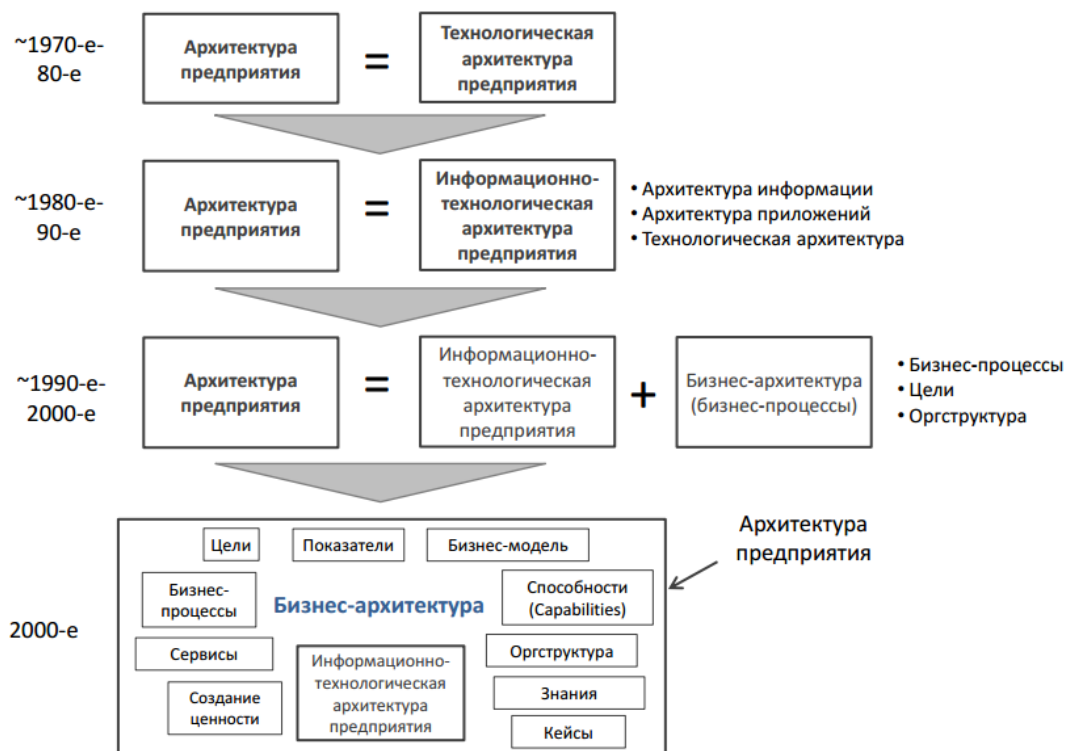 ~1970-е-
80-е
Архитектура
предприятия
=
Технологическая
архитектура
предприятия
~1980-е-
90-е
Архитектура
предприятия
=
Информационно-
технологическая
архитектура
предприятия
• Архитектура информации
• Архитектура приложений
• Технологическая архитектура
~1990-е-
2000-е
Архитектура
предприятия
=
Информационно-
технологическая
архитектура
предприятия
+
Бизнес-архитектура
(бизнес-процессы)
• Бизнес-процессы
• Цели
• Оргструктура
Архитектура
предприятия
2000-е
Цели
Показатели
Бизнес-модель
Бизнес-
процессы
Бизнес-архитектура
Способности
(Capabilities)
Сервисы
Информационно-
технологическая
архитектура
предприятия
Оргструктура
Создание
ценности
Знания
Кейсы